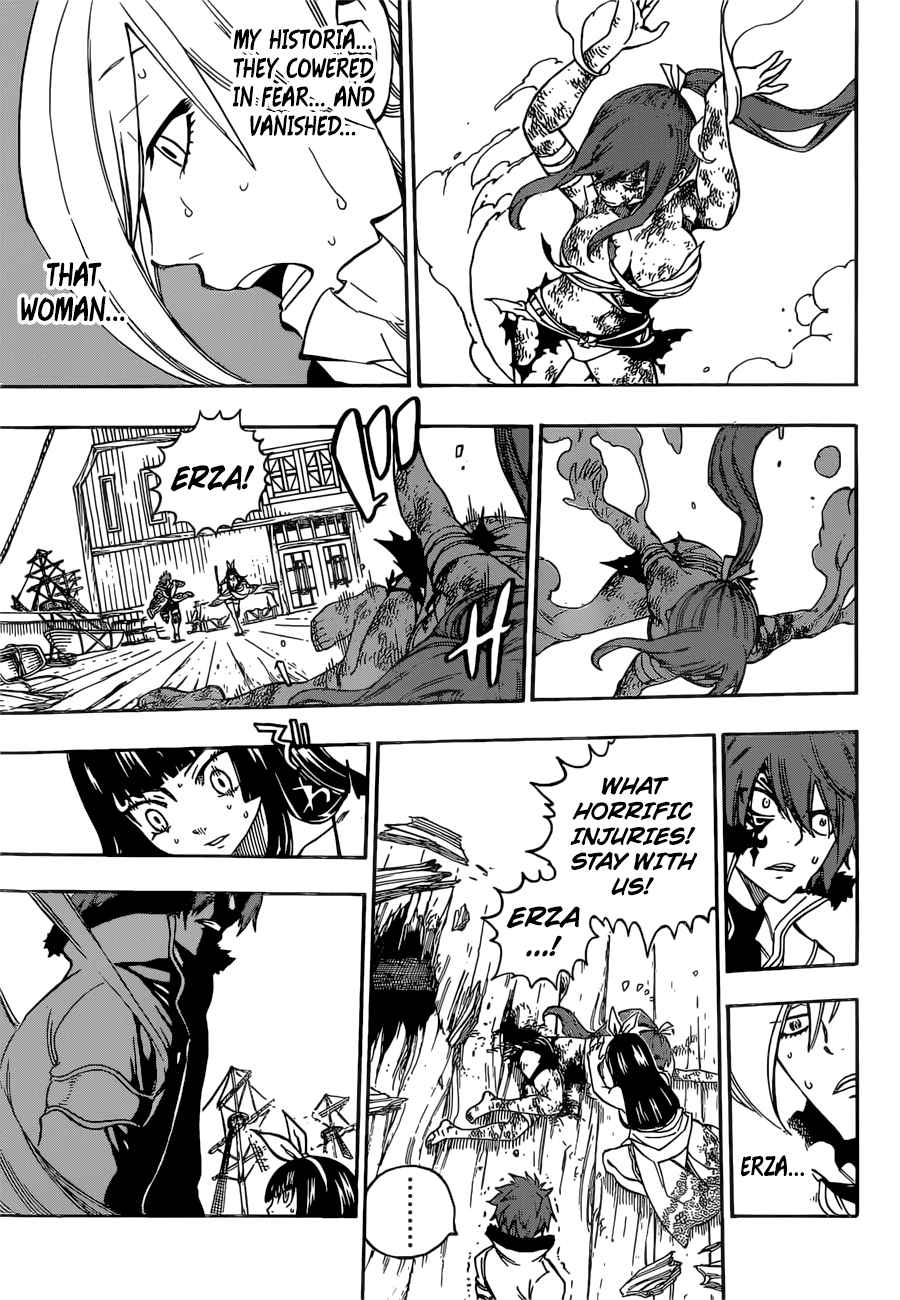 MY HISTORIA...
THEY COWERED
IN FEAR... AND
VANISHED...
THAT
WOMAN...
ERZA!
WHAT
HORRIFIC
INJURIES!
STAY WITH
US!
ERZA
...!
ERZA...
.........